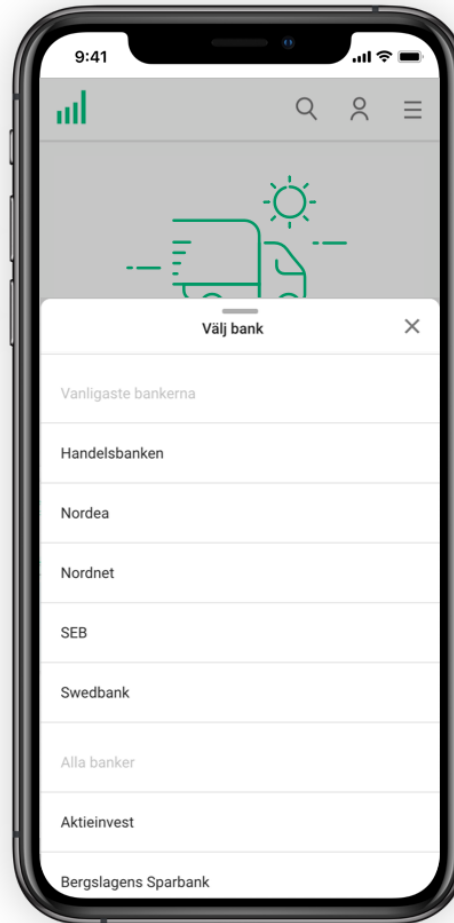 9:41
Välj bank
Vanligaste bankerna
Handelsbanken
Nordea
Nordnet
SEB
Swedbank
Alla banker
Aktieinvest
Bergslagens Sparbank